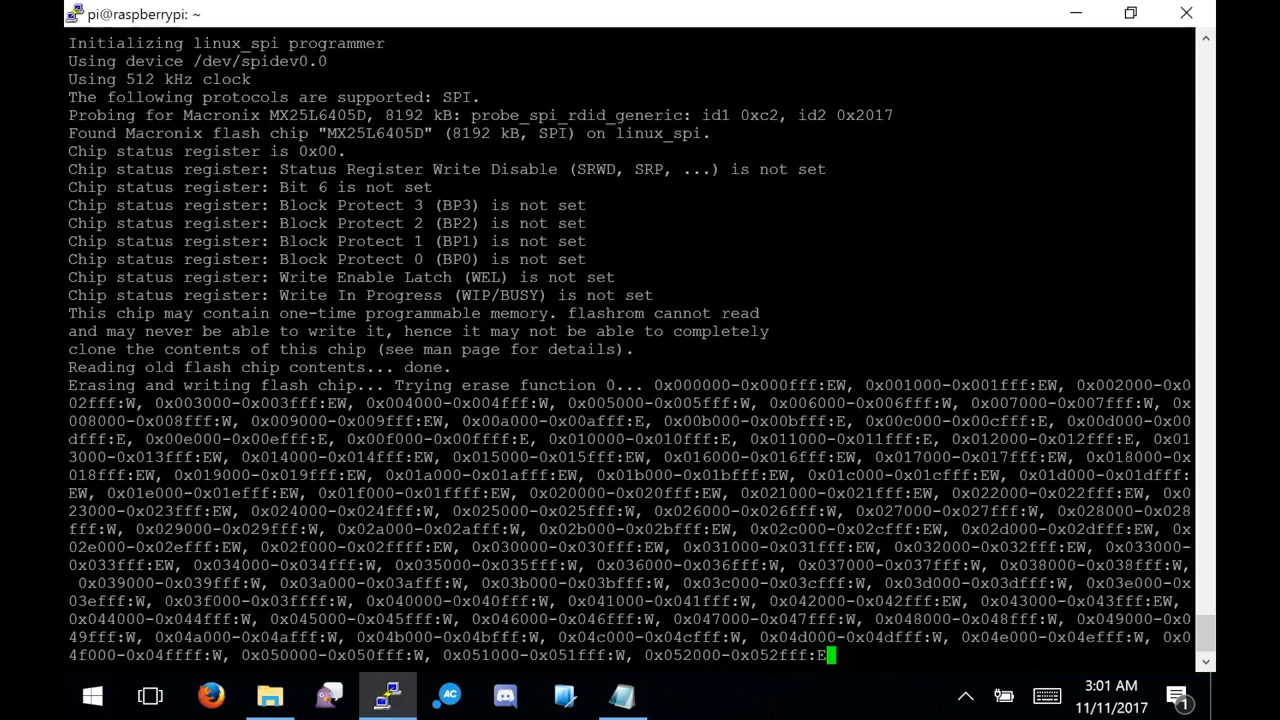 pi@raspberrypi: ~
Initializing linux_spi programmer
Using device /dev/spidev0.0
Using 512 kHz clock
The following protocols are supported: SPI.
Probing for Macronix MX25L6405D, 8192 kB: probe_spi_rdid_generic: id1 0xc2, id2 0x2017
Found Macronix flash chip "MX25L6405D" (8192 kB, SPI) on linux_spi.
Chip status register is 0x00.
Chip status register: Status Register Write Disable (SRWD, SRP, ...) is not set
Chip status register: Bit 6 is not set
Chip status register: Block Protect 3 (BP3) is not set
Chip status register: Block Protect 2 (BP2) is not set
Chip status register: Block Protect 1 (BP1) is not set
Chip status register: Block Protect 0 (BP0) is not set
Chip status register: Write Enable Latch (WEL) is not set
Chip status register: Write In Progress (WIP/BUSY) is not set
This chip may contain one-time programmable memory. flashrom cannot read
and may never be able to write it, hence it may not be able to completely
clone the contents of this chip (see man page for details).
Reading old flash chip contents... done.
Erasing and writing flash chip... Trying erase function 0... 0x000000-0x000fff:EW, 0x001000-0x001fff:EW, 0x002000-0x0
02fff:W, 0x003000-0x003fff:EW, 0x004000-0x004fff:W, 0x005000-0x005fff:W, 0x006000-0x006fff:W, 0x007000-0x007fff:W, 0x
008000-0x008fff:W, 0x009000-0x009fff:EW, 0x00a000-0x00afff:E, 0x00b000-0x00bfff:E, 0x00c000-0x00cfff:E, 0x00d000-0x00
dfff:E, 0x00e000-0x00efff:E, 0x00f000-0x00ffff:E, 0x010000-0x010fff:E, 0x011000-0x011fff:E, 0x012000-0x012fff:E, 0x01
3000-0x013fff:EW, 0x014000-0x014fff:EW, 0x015000-0x015fff:EW, 0x016000-0x016fff:EW, 0x017000-0x017fff:EW, 0x018000-0x
018fff:EW, 0x019000-0x019fff:EW, 0x01a000-0x01afff:EW, 0x01b000-0x01bfff:EW, 0x01c000-0x01cfff:EW, 0x01d000-0x01dfff:
EW, 0x01e000-0x01efff:EW, 0x01f000-0x01ffff:EW, 0x020000-0x020fff:EW, 0x021000-0x021fff:EW, 0x022000-0x022fff:EW, 0x0
23000-0x023fff:EW, 0x024000-0x024fff:W, 0x025000-0x025fff:W, 0x026000-0x026fff:W, 0x027000-0x027fff:W, 0x028000-0x028
fff:W, 0x029000-0x029fff:W, 0x02a000-0x02afff:W, 0x02b000-0x02bfff:EW, 0x02c000-0x02cfff:EW, 0x02d000-0x02dfff:EW, 0x
02e000-0x02efff:EW, 0x02f000-0x02ffff:EW, 0x030000-0x030fff:EW, 0x031000-0x031fff:EW, 0x032000-0x032fff:EW, 0x033000-
0x033fff:EW, 0x034000-0x034fff:W, 0x035000-0x035fff:W, 0x036000-0x036fff:W, 0x037000-0x037fff:W, 0x038000-0x038fff:W,
0x039000-0x039fff:W, 0x03a000-0x03afff:W, 0x03b000-0x03bfff:W, 0x03c000-0x03cfff:W, 0x03d000-0x03dfff:W, 0x03e000-0x
03efff:W, 0x03f000-0x03ffff:W, 0x040000-0x040fff:W, 0x041000-0x041fff:W, 0x042000-0x042fff:EW, 0x043000-0x043fff:EW,
0x044000-0x044fff:W, 0x045000-0x045fff:W, 0x046000-0x046fff:W, 0x047000-0x047fff:W, 0x048000-0x048fff:W, 0x049000-0x0
49fff:W, 0x04a000-0x04afff:W, 0x04b000-0x04bfff:W, 0x04c000-0x04cfff:W, 0x04d000-0x04dfff:W, 0x04e000-0x04efff:W, 0x0
4f000-0x04ffff:W, 0x050000-0x050fff:W, 0x051000-0x051fff:W, 0x052000-0x052fff:E
AC
3:01 AM
11/11/2017
1